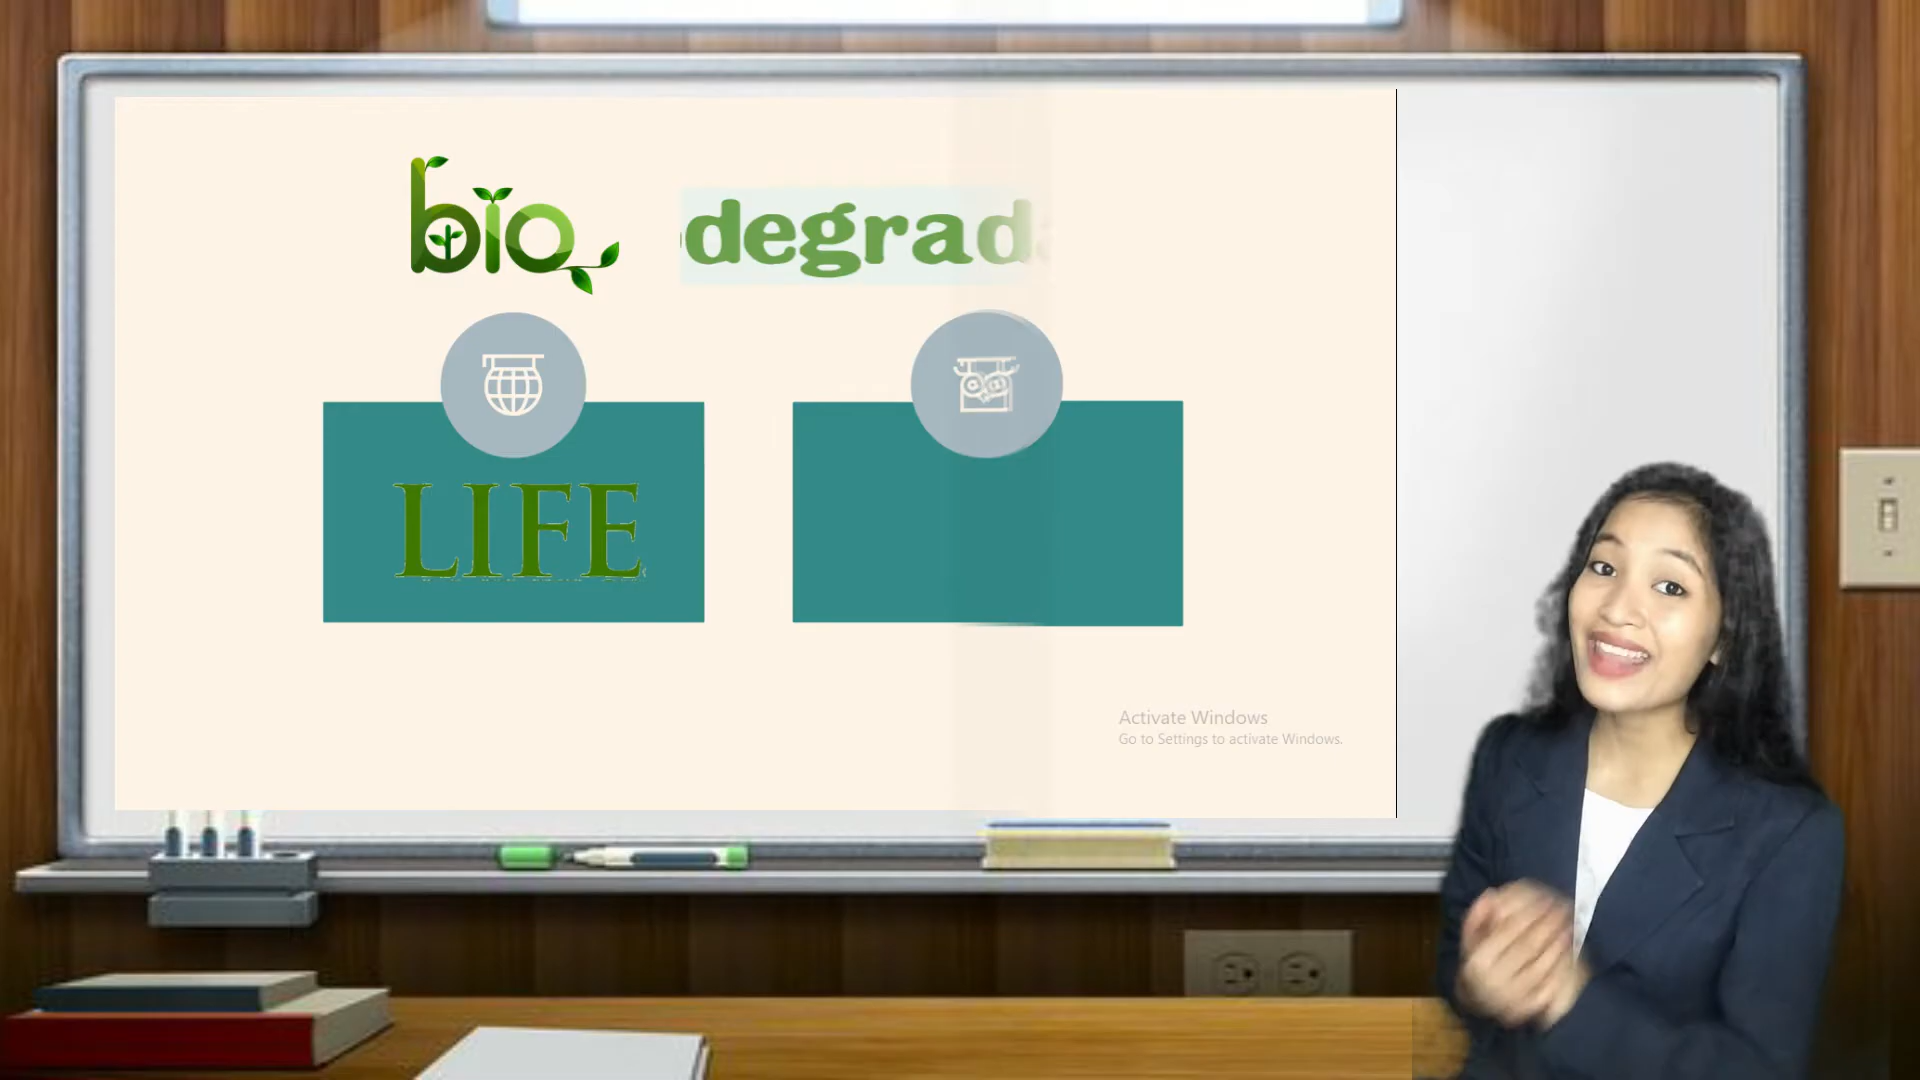 bio degrad
LIFE
Activate Windows
Go to Settings to activate Windows.